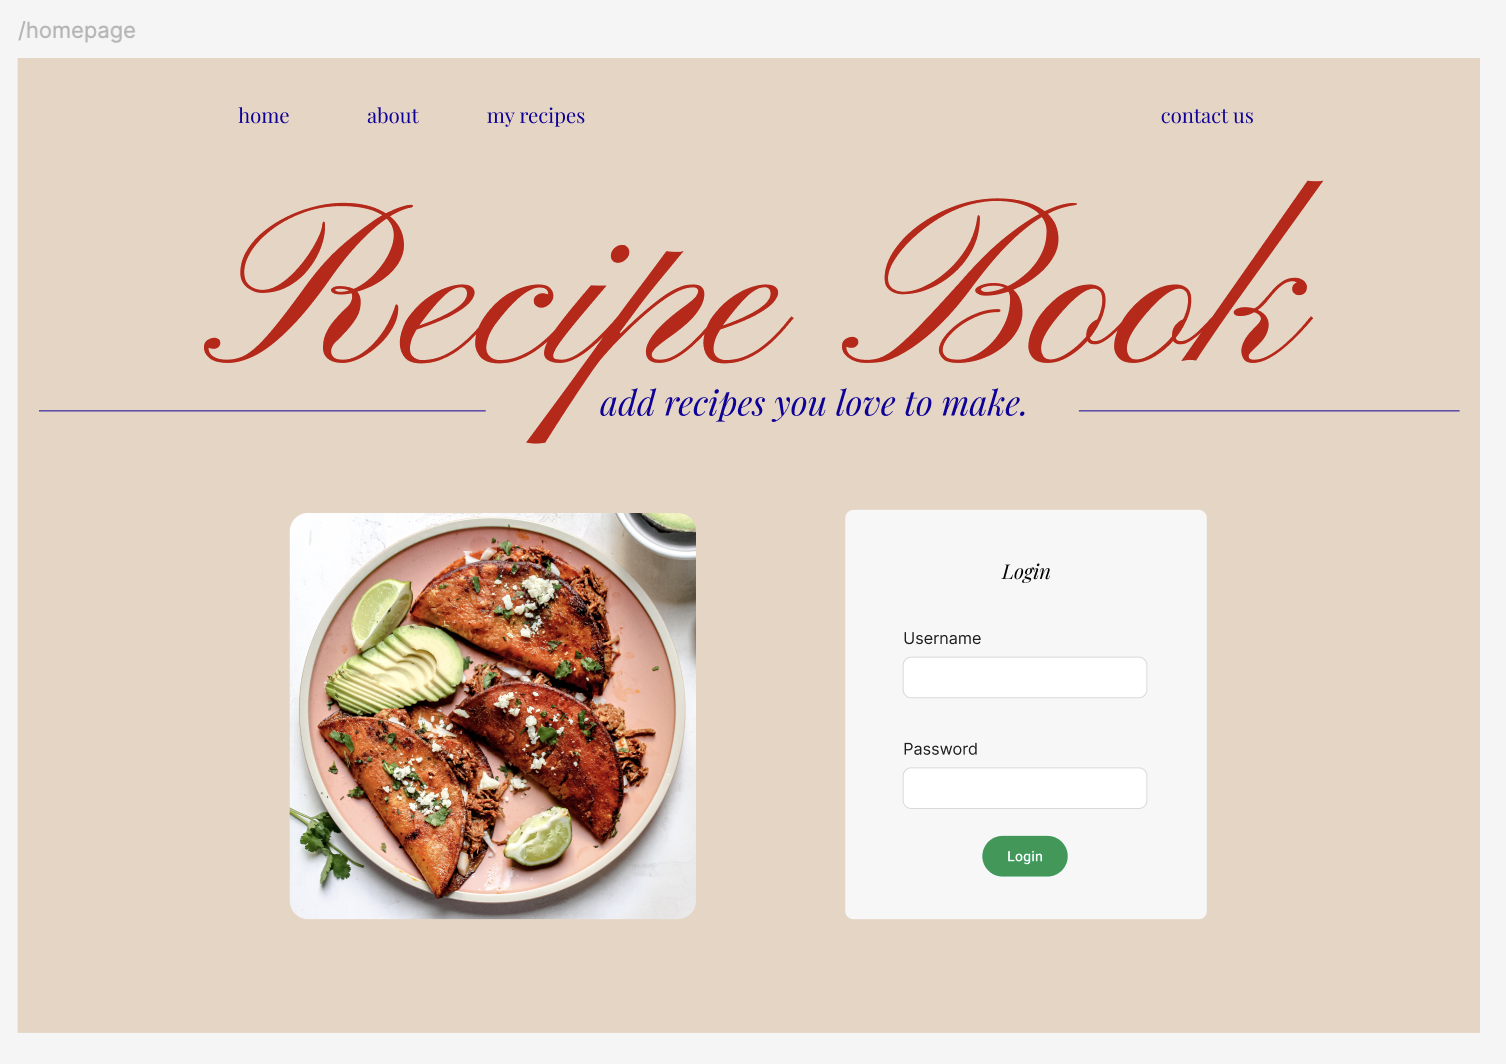 /homepage
home about my recipes contact us
Recipe Book
add recipes you love to make.
Login
Username
Password
Login